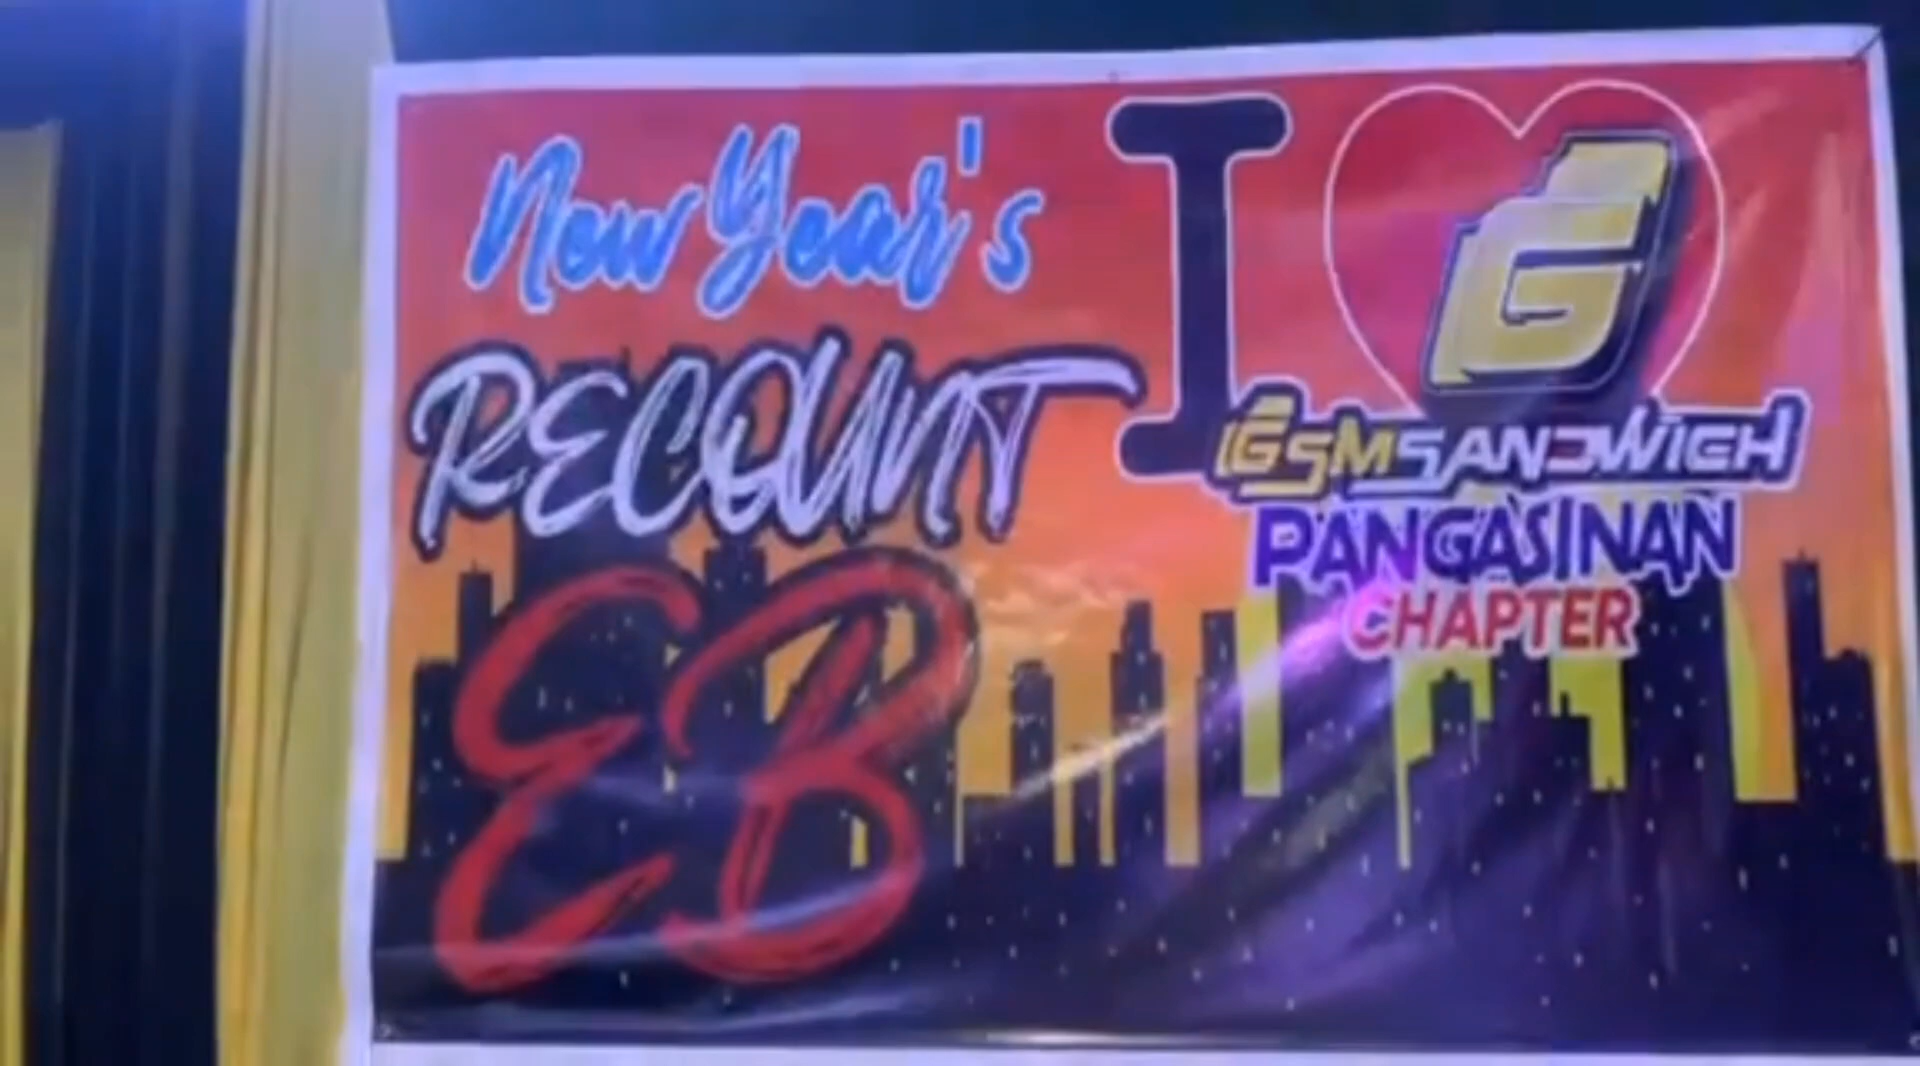 New Year's
RECOUNT
EB
I G
GSMSANDWICH
PANGASINAN
CHAPTER